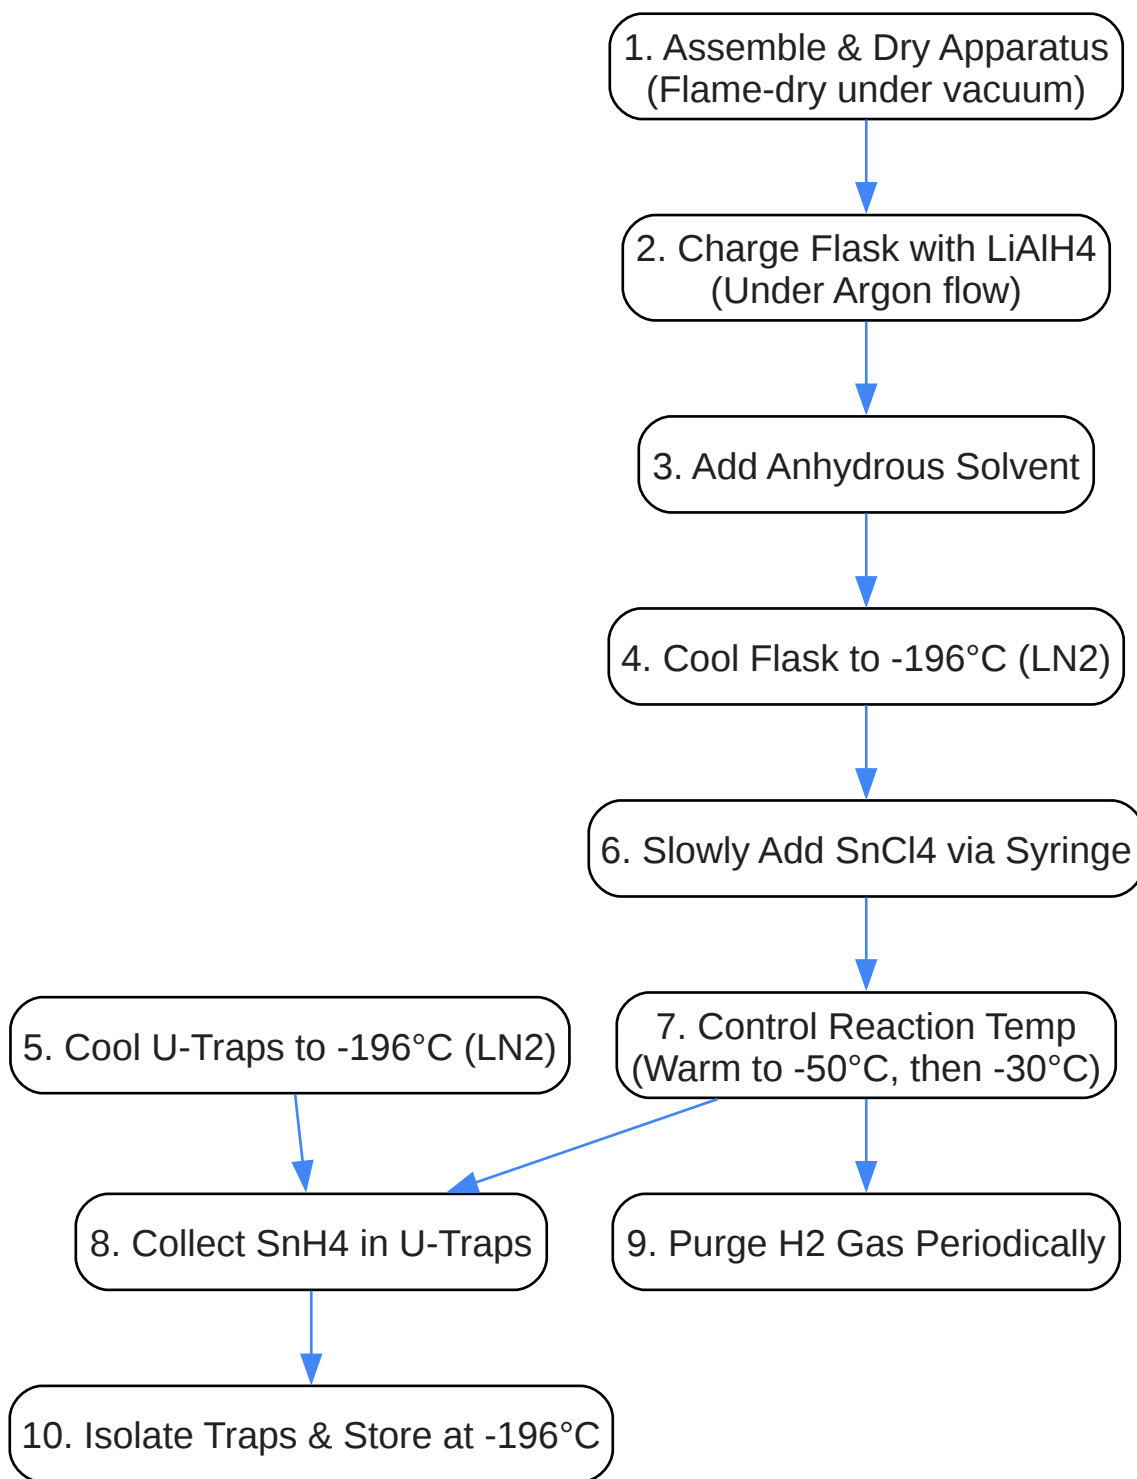 1. Assemble & Dry Apparatus
(Flame-dry under vacuum)
2. Charge Flask with LiAlH4
(Under Argon flow)
3. Add Anhydrous Solvent
4. Cool Flask to -196°C (LN2)
6. Slowly Add SnCl4 via Syringe
5. Cool U-Traps to -196°C (LN2)
7. Control Reaction Temp
(Warm to -50°C, then -30°C)
8. Collect SnH4 in U-Traps
9. Purge H2 Gas Periodically
10. Isolate Traps & Store at -196°C